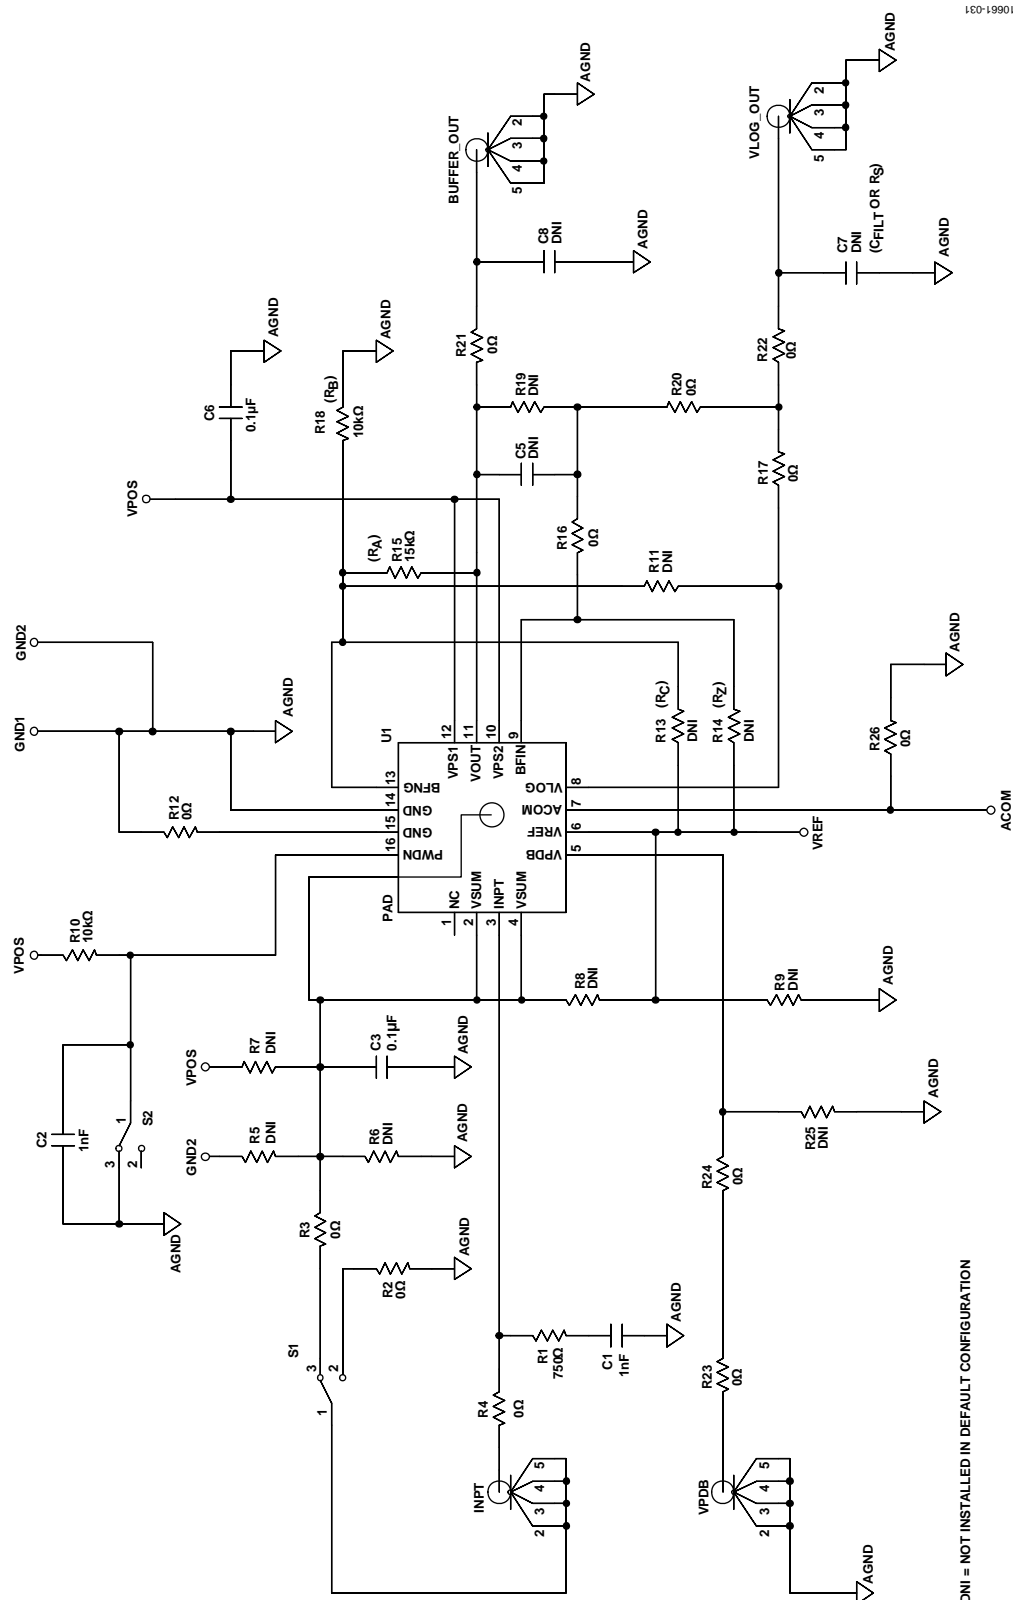 10661-031
VPOS
R10
10kΩ
C2
1nF
1
3
2
S2
AGND
GND1
GND2
R12
0Ω
AGND
VPOS
C6
0.1µF
AGND
R18 (RB)
10kΩ
AGND
(RA)
R15
15kΩ
R21
0Ω
C8
DNI
AGND
BUFFER_OUT
5
4
3
2
AGND
R19
DNI
C5
DNI
R20
0Ω
R16
0Ω
R11
DNI
R17
0Ω
R22
0Ω
C7
DNI
(CFILT OR RS)
AGND
VLOG_OUT
5
4
3
2
AGND
R13 (RC)
DNI
R14 (RZ)
DNI
R26
0Ω
AGND
ACOM
VREF
U1
PAD
16
15
14
13
PWDN
GND
GND
BFNG
12
11
10
9
VPS1
VOUT
VPS2
BFIN
1
2
3
4
NC
VSUM
INPT
VSUM
VPDB
VREF
ACOM
VLOG
5
6
7
8
R8
DNI
R9
DNI
AGND
VPOS
R7
DNI
C3
0.1µF
AGND
GND2
R5
DNI
R6
DNI
AGND
R3
0Ω
R2
0Ω
AGND
S1
3
2
1
R4
0Ω
R1
750Ω
C1
1nF
AGND
INPT
2
3
4
5
R24
0Ω
R25
DNI
AGND
R23
0Ω
VPDB
2
3
4
5
AGND
DNI = NOT INSTALLED IN DEFAULT CONFIGURATION